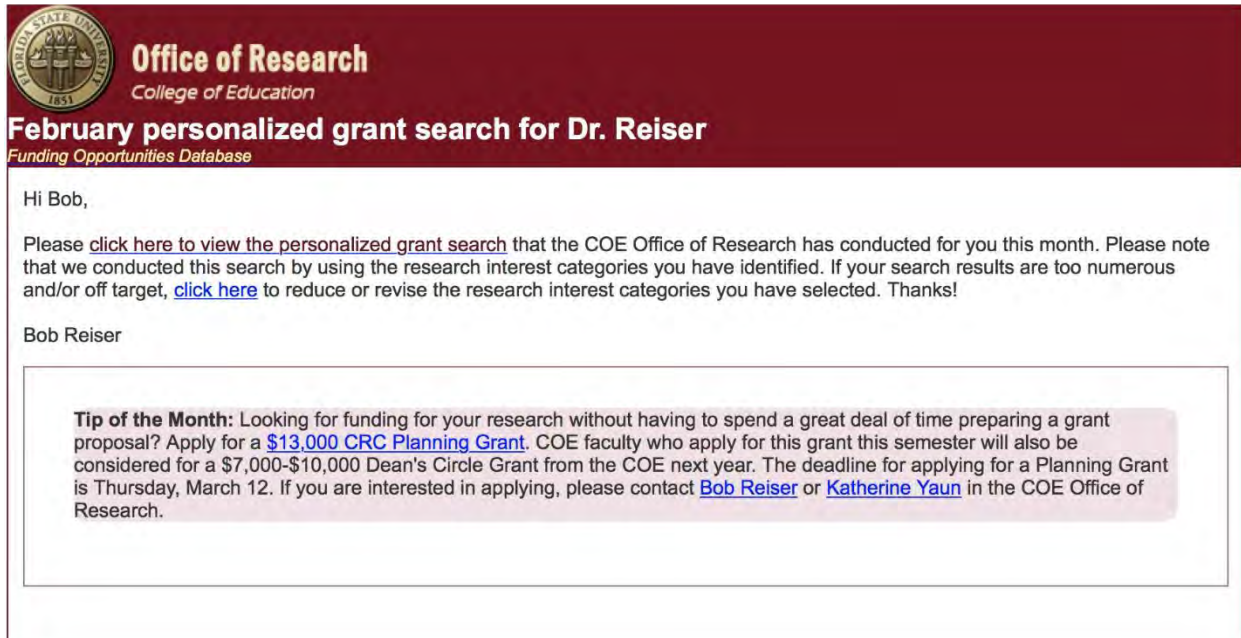 FLORIDA STATE UNIVERSITY
1851
Office of Research
College of Education
February personalized grant search for Dr. Reiser
Funding Opportunities Database
Hi Bob,
Please click here to view the personalized grant search that the COE Office of Research has conducted for you this month. Please note
that we conducted this search by using the research interest categories you have identified. If your search results are too numerous
and/or off target, click here to reduce or revise the research interest categories you have selected. Thanks!
Bob Reiser
Tip of the Month: Looking for funding for your research without having to spend a great deal of time preparing a grant
proposal? Apply for a $13,000 CRC Planning Grant. COE faculty who apply for this grant this semester will also be
considered for a $7,000-$10,000 Dean's Circle Grant from the COE next year. The deadline for applying for a Planning Grant
is Thursday, March 12. If you are interested in applying, please contact Bob Reiser or Katherine Yaun in the COE Office of
Research.